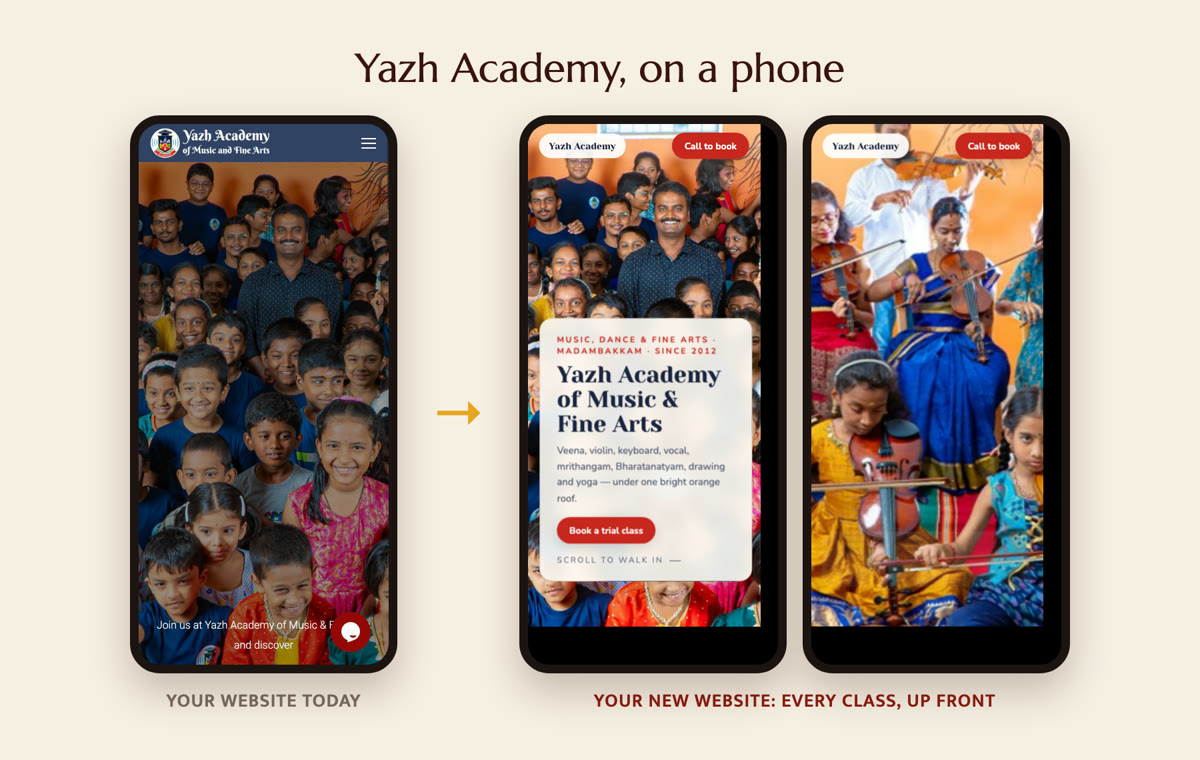 Yazh Academy, on a phone
Yazh Academy
of Music and Fine Arts
Join us at Yazh Academy of Music & F
and discover
YOUR WEBSITE TODAY
Yazh Academy
Call to book
MUSIC, DANCE & FINE ARTS ·
MADAMBAKKAM · SINCE 2012
Yazh Academy
of Music &
Fine Arts
Veena, violin, keyboard, vocal,
mrithangam, Bharatanatyam, drawing
and yoga — under one bright orange
roof.
Book a trial class
SCROLL TO WALK IN —
Yazh Academy
Call to book
YOUR NEW WEBSITE: EVERY CLASS, UP FRONT